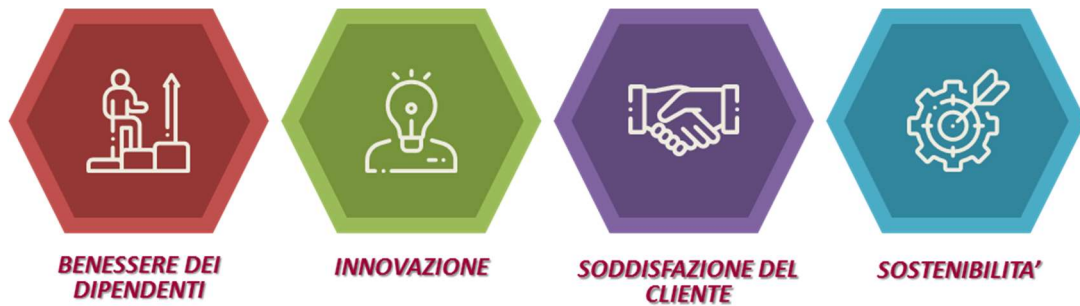 BENESSERE DEI
DIPENDENTI
INNOVAZIONE
SODDISFAZIONE DEL
CLIENTE
SOSTENIBILITA’